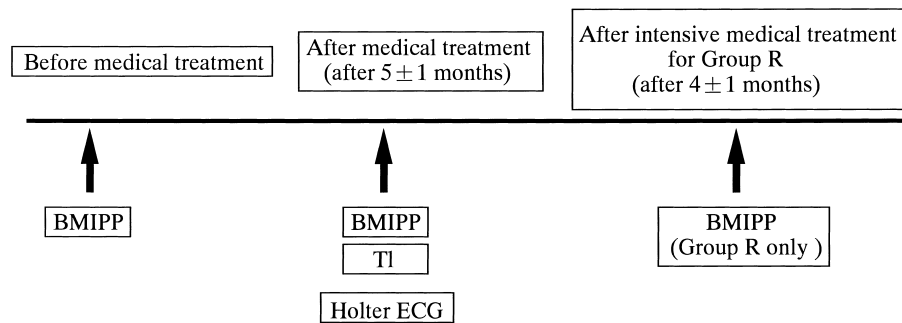 Before medical treatment
After medical treatment
(after 5 ± 1 months)
After intensive medical treatment
for Group R
(after 4 ± 1 months)
BMIPP
BMIPP
Tl
Holter ECG
BMIPP
(Group R only )